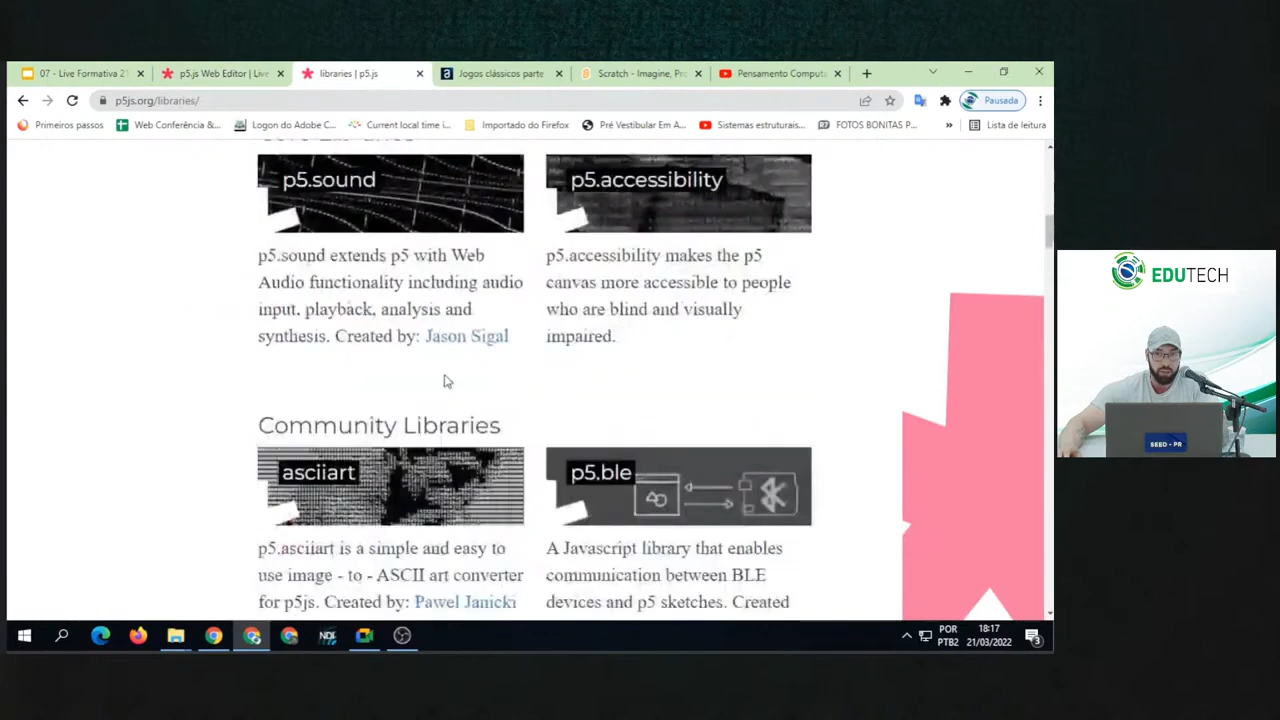 07 - Live Formativa 21
p5.js Web Editor | Live
libraries | p5.js
Jogos clássicos parte
Scratch - Imagine, Pro
Pensamento Computa
p5js.org/libraries/
Pausada
Primeiros passos
Web Conferência &...
Logon do Adobe C...
Current local time i...
Importado do Firefox
Pré Vestibular Em A...
Sistemas estruturais...
FOTOS BONITAS P...
»
Lista de leitura
p5.sound
p5.sound extends p5 with Web
Audio functionality including audio
input, playback, analysis and
synthesis. Created by: Jason Sigal
p5.accessibility
p5.accessibility makes the p5
canvas more accessible to people
who are blind and visually
impaired.
Community Libraries
asciiart
p5.asciiart is a simple and easy to
use image - to - ASCII art converter
for p5js. Created by: Pawel Janicki
p5.ble
A Javascript library that enables
communication between BLE
devices and p5 sketches. Created
EDUTECH
SEED - PR
NDI
POR
PTB2
18:17
21/03/2022
3